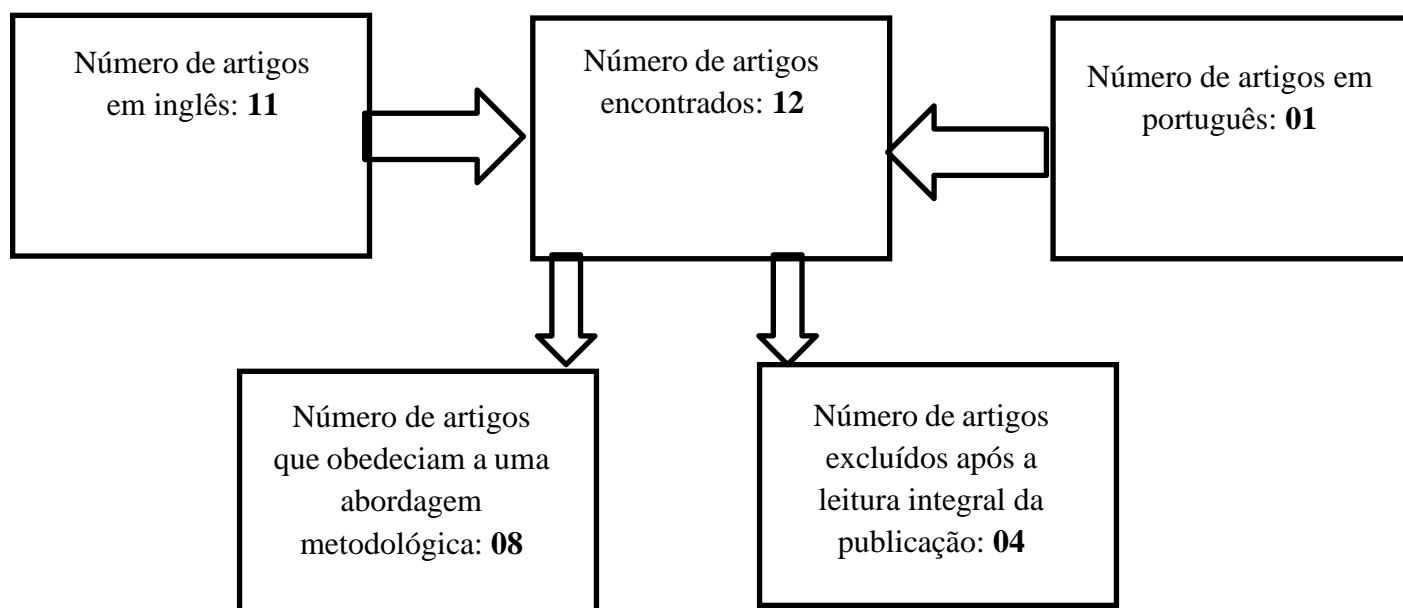 Número de artigos
em inglês: 11
Número de artigos
encontrados: 12
Número de artigos em
português: 01
Número de artigos
que obedeciam a uma
abordagem
metodológica: 08
Número de artigos
excluídos após a
leitura integral da
publicação: 04